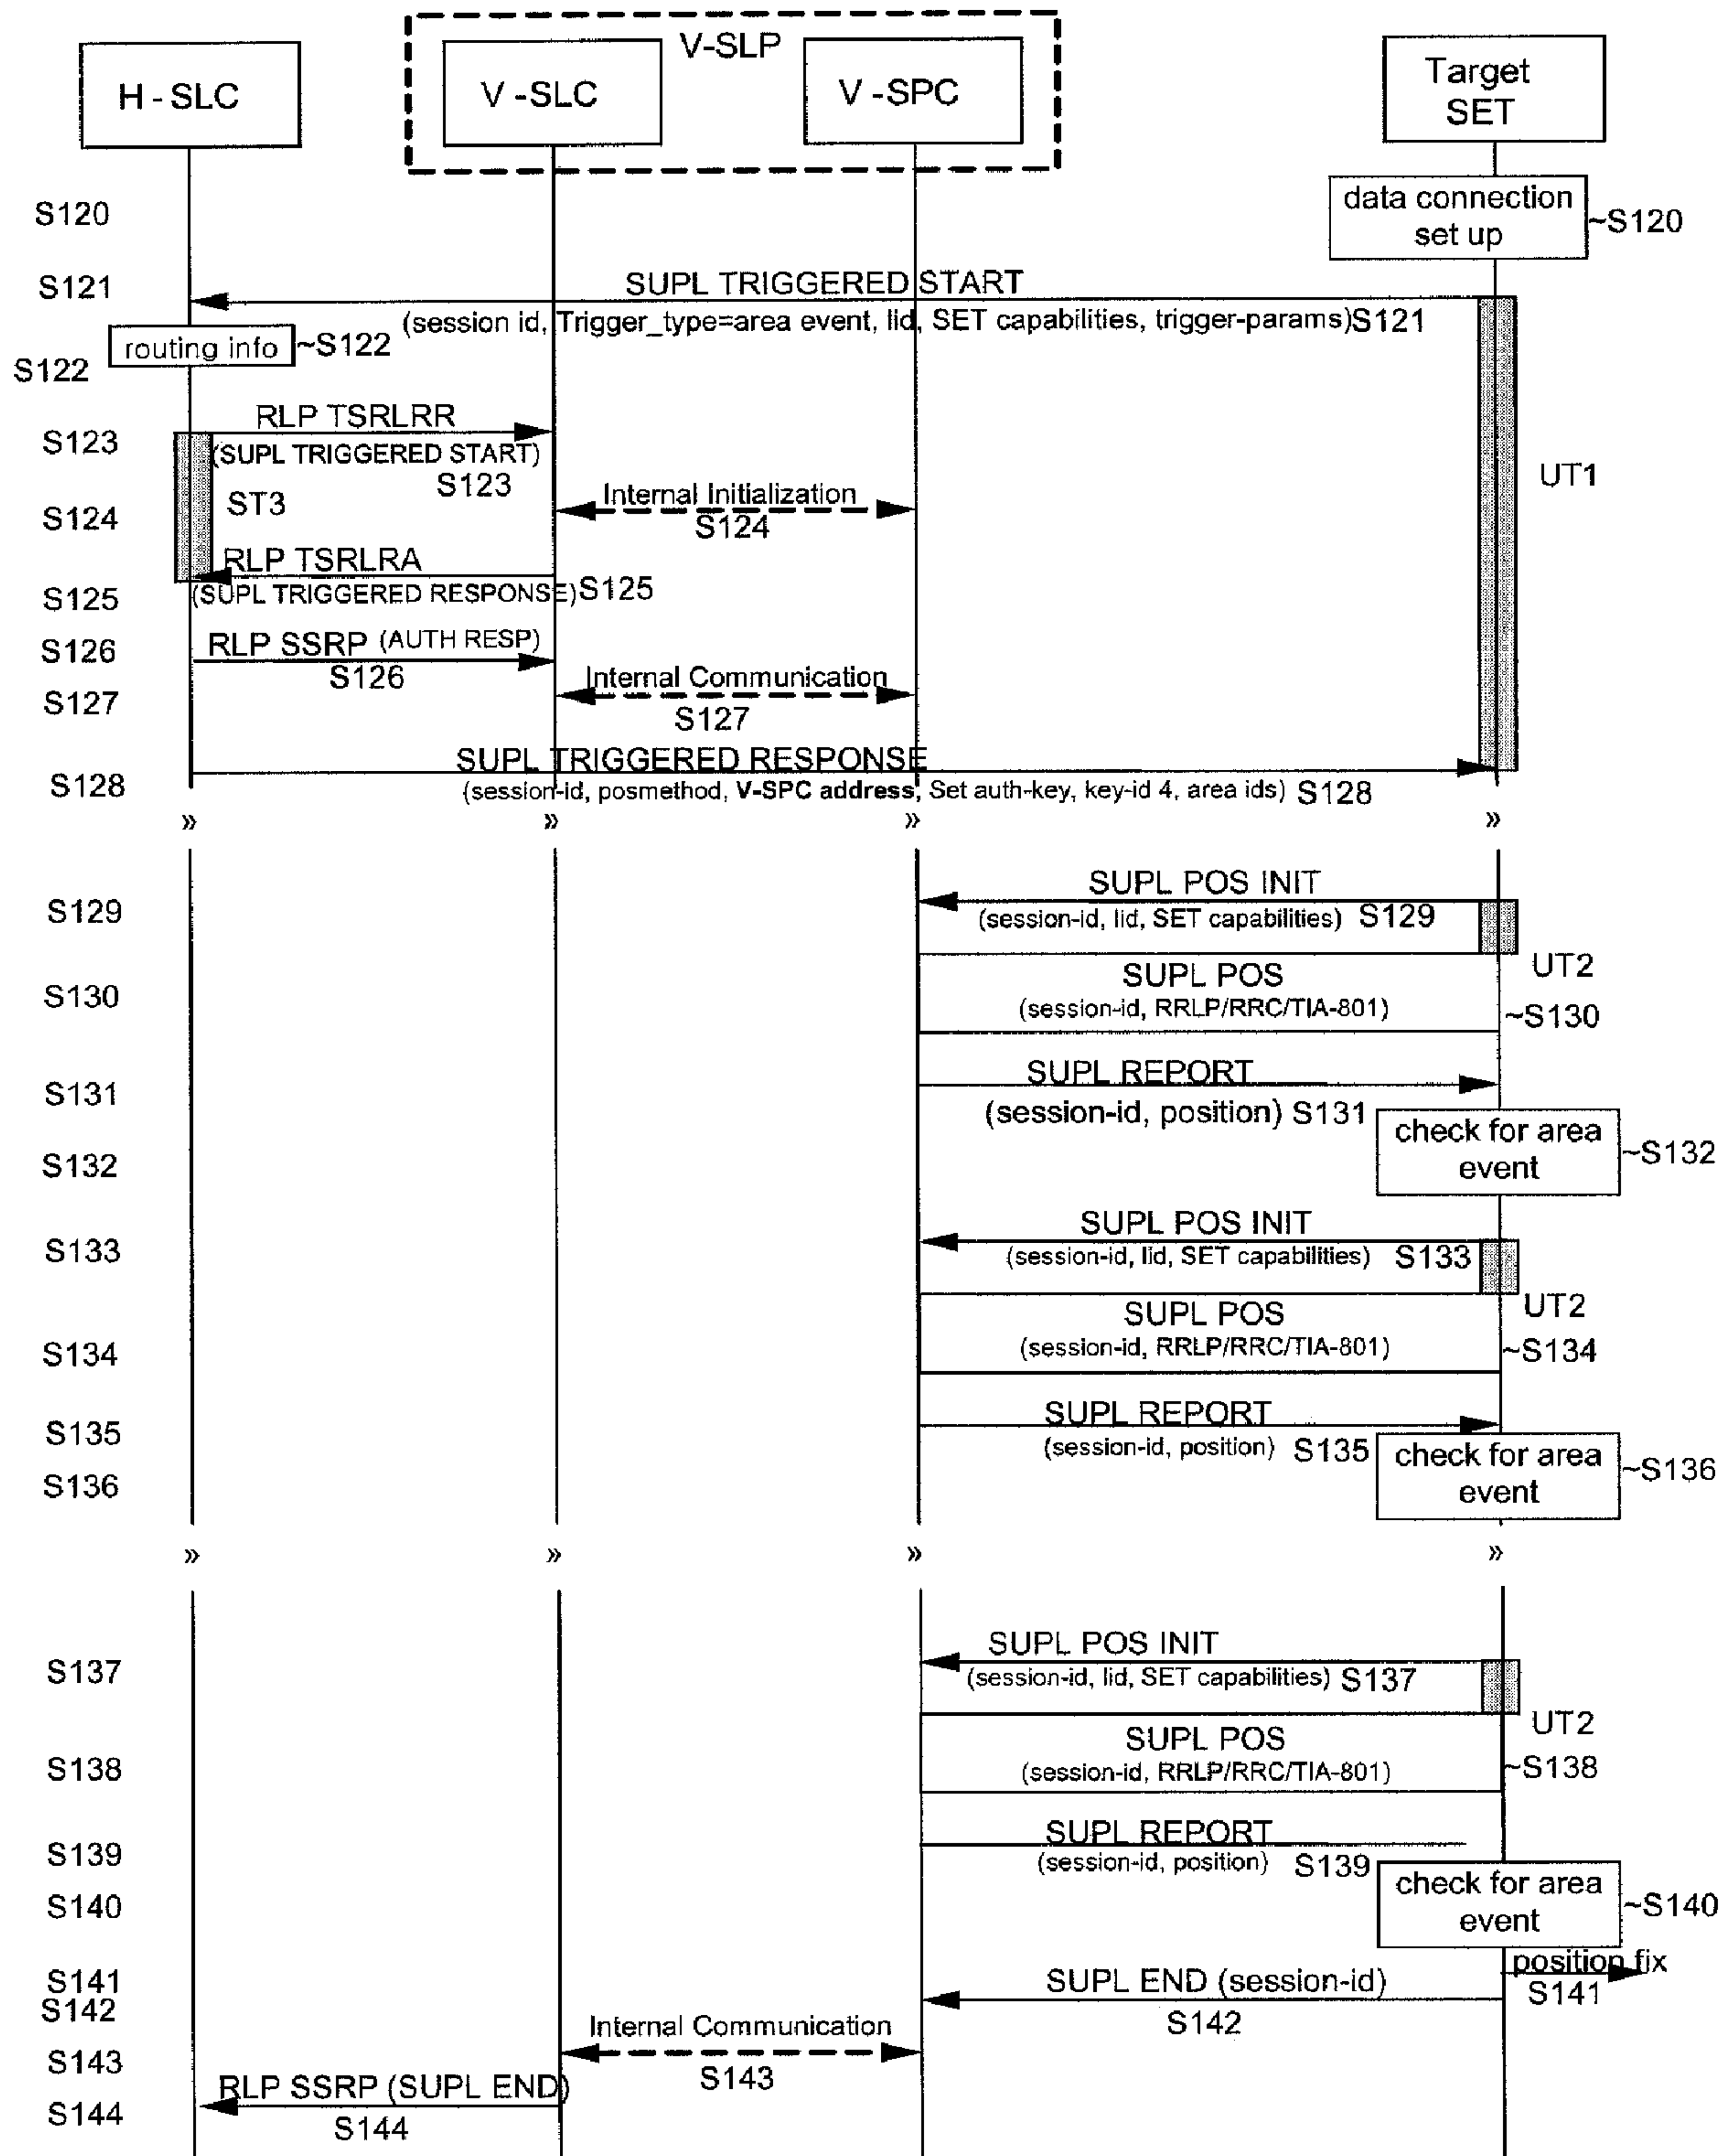 V-SLP
H - SLC
V -SLC
V -SPC
Target
SET
S120
data connection
set up
~S120
S121
SUPL TRIGGERED START
(session id, Trigger_type=area event, lid, SET capabilities, trigger-params)S121
routing info
~S122
S122
RLP TSRLRR
S123
(SUPL TRIGGERED START)
S123
UT1
ST3
Internal Initialization
S124
S124
RLP TSRLRA
S125
(SUPL TRIGGERED RESPONSE)S125
S126
RLP SSRP (AUTH RESP)
S126
Internal Communication
S127
S127
SUPL TRIGGERED RESPONSE
S128
(session-id, posmethod, V-SPC address, Set auth-key, key-id 4, area ids) S128
» » » »
SUPL POS INIT
S129
(session-id, lid, SET capabilities) S129
UT2
SUPL POS
S130
(session-id, RRLP/RRC/TIA-801)
~S130
SUPL REPORT
S131
(session-id, position) S131
check for area
event
~S132
S132
SUPL POS INIT
S133
(session-id, lid, SET capabilities) S133
UT2
SUPL POS
S134
(session-id, RRLP/RRC/TIA-801)
~S134
SUPL REPORT
S135
(session-id, position) S135
check for area
event
~S136
S136
» » » »
SUPL POS INIT
S137
(session-id, lid, SET capabilities) S137
UT2
SUPL POS
S138
(session-id, RRLP/RRC/TIA-801)
~S138
SUPL REPORT
S139
(session-id, position) S139
check for area
event
~S140
S140
position fix
S141
S141
SUPL END (session-id)
S142
S142
Internal Communication
S143
S143
RLP SSRP (SUPL END)
S144
S144